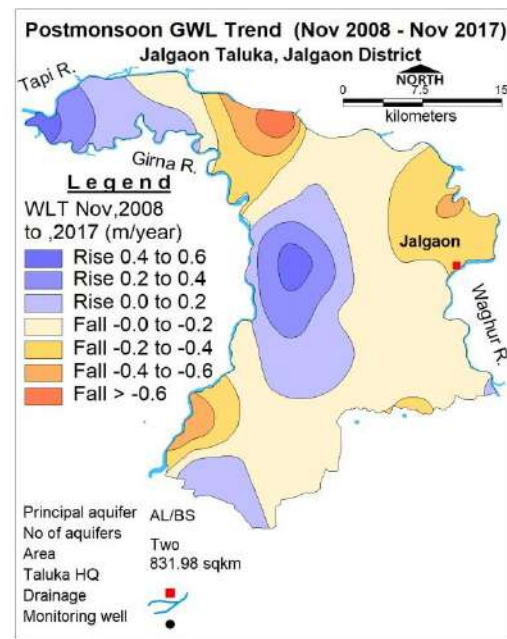 Postmonsoon GWL Trend (Nov 2008 - Nov 2017)
Jalgaon Taluka, Jalgaon District
Tapi R.
NORTH
0 7.5 15
kilometers
Girna R.
Legend
WLT Nov,2008
to ,2017 (m/year)
Rise 0.4 to 0.6
Rise 0.2 to 0.4
Rise 0.0 to 0.2
Fall -0.0 to -0.2
Fall -0.2 to -0.4
Fall -0.4 to -0.6
Fall > -0.6
Jalgaon
Waghur R.
Principal aquifer AL/BS
No of aquifers Two
Area 831.98 sqkm
Taluka HQ
Drainage
Monitoring well